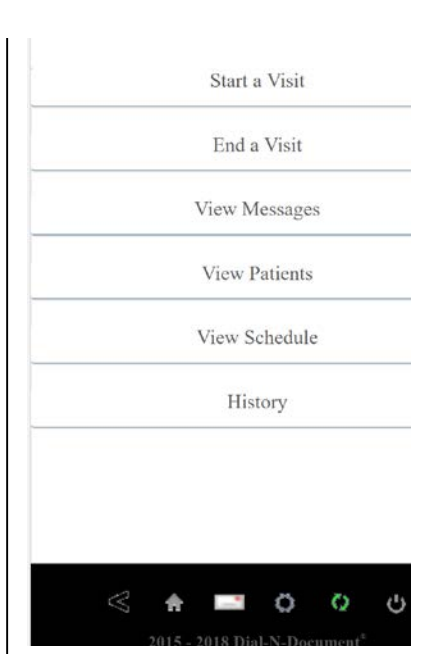 Start a Visit
End a Visit
View Messages
View Patients
View Schedule
History
2015 - 2018 Dial-N-Document®